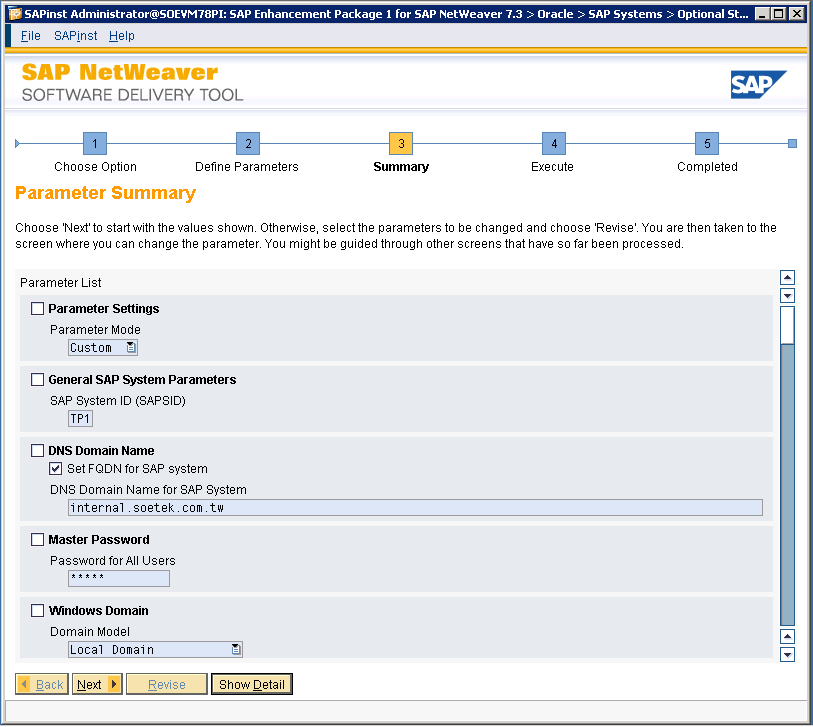 SAPinst Administrator@SOEVM78PI: SAP Enhancement Package 1 for SAP NetWeaver 7.3 > Oracle > SAP Systems > Optional St...
File SAPinst Help
SAP NetWeaver
SOFTWARE DELIVERY TOOL
SAP
1 2 3 4 5
Choose Option Define Parameters Summary Execute Completed
Parameter Summary
Choose 'Next' to start with the values shown. Otherwise, select the parameters to be changed and choose 'Revise'. You are then taken to the
screen where you can change the parameter. You might be guided through other screens that have so far been processed.
Parameter List
Parameter Settings
Parameter Mode
Custom
General SAP System Parameters
SAP System ID (SAPSID)
TP1
DNS Domain Name
Set FQDN for SAP system
DNS Domain Name for SAP System
internal.soetek.com.tw
Master Password
Password for All Users
*****
Windows Domain
Domain Model
Local Domain
Back Next Revise Show Detail